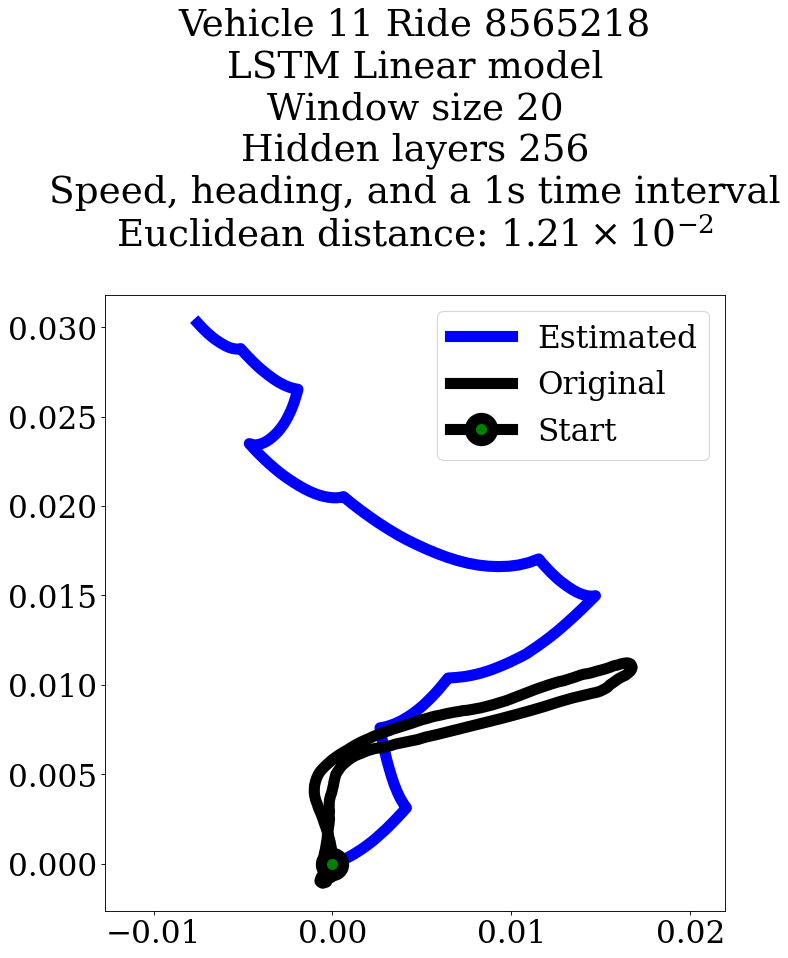 Vehicle 11 Ride 8565218
LSTM Linear model
Window size 20
Hidden layers 256
Speed, heading, and a 1s time interval
Euclidean distance: 1.21 × 10⁻²
0.030
0.025
0.020
0.015
0.010
0.005
0.000
Estimated
Original
Start
−0.01 0.00 0.01 0.02